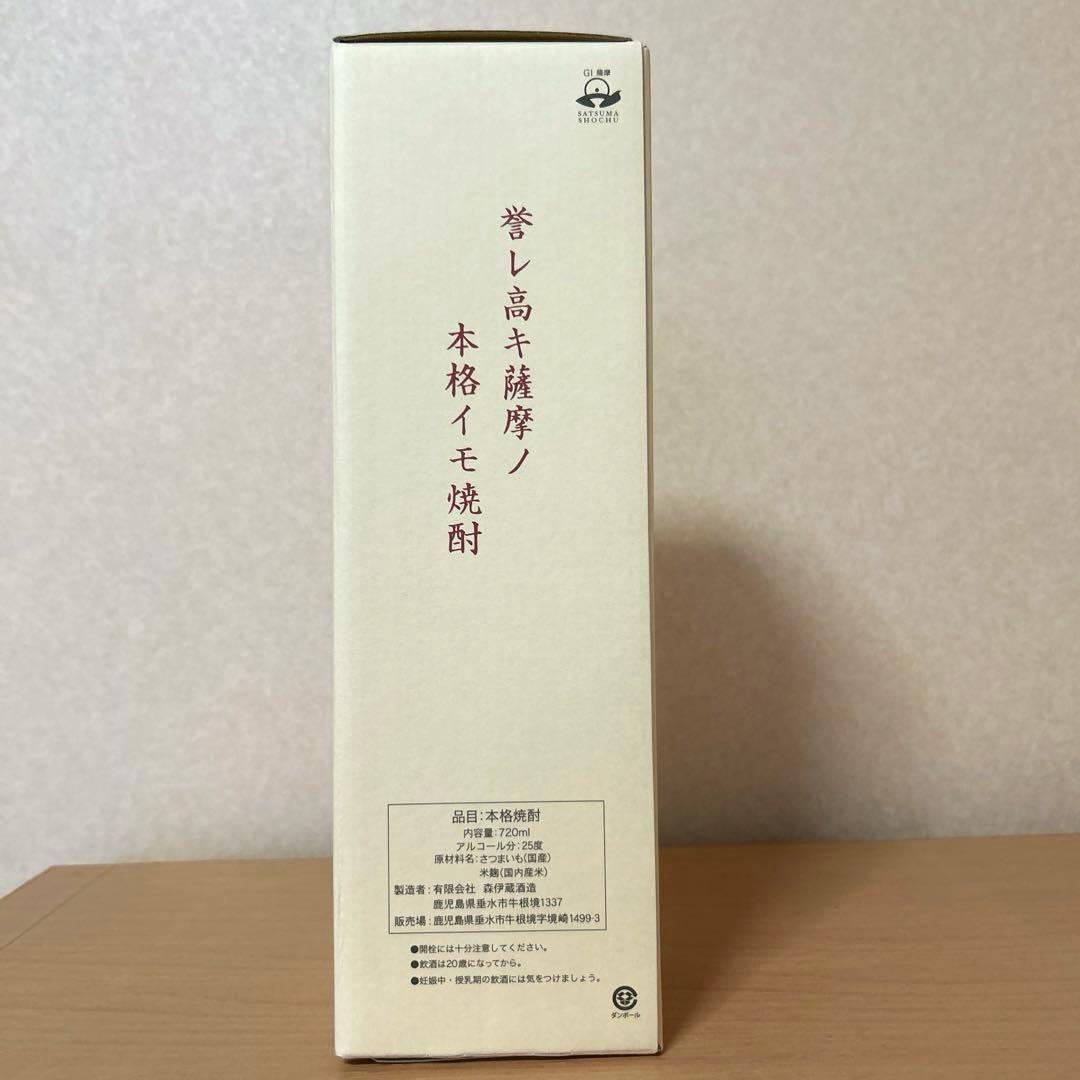 GI 薩摩
SATSUMA
SHOCHU
誉レ高キ薩摩ノ
本格イモ焼酎
品目:本格焼酎
内容量:720ml
アルコール分:25度
原材料名:さつまいも(国産)
米麹(国内産米)
製造者:有限会社 森伊蔵酒造
鹿児島県垂水市牛根境1337
販売場:鹿児島県垂水市牛根境字境崎1499-3
●開栓には十分注意してください。
●飲酒は20歳になってから。
●妊娠中・授乳期の飲酒には気をつけましょう。
ダンボール